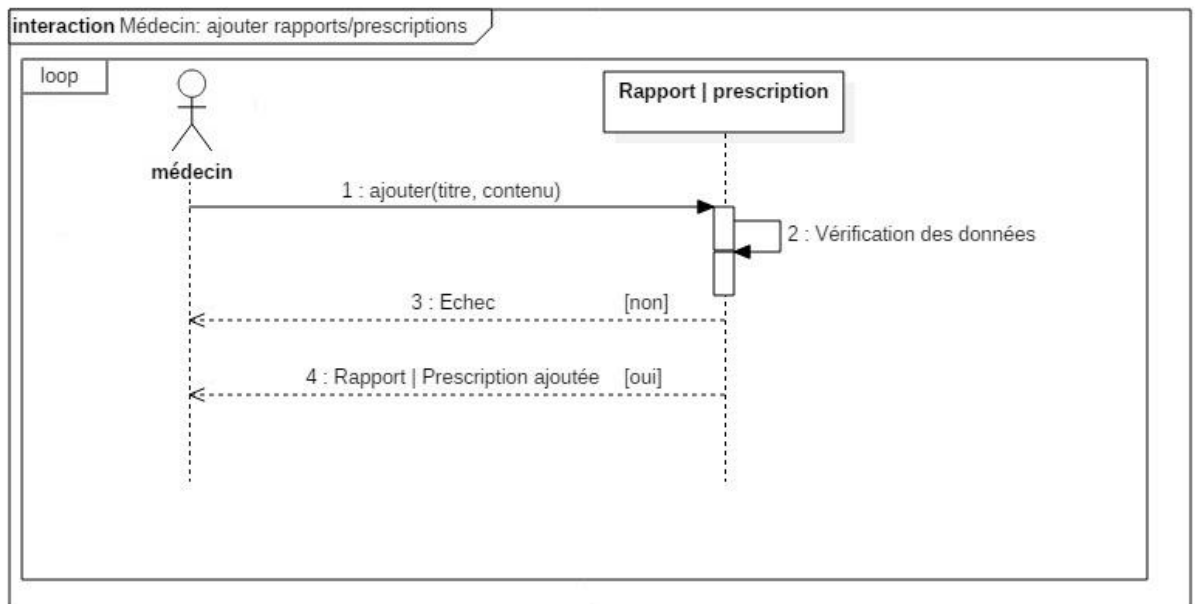 interaction Médecin: ajouter rapports/prescriptions
loop
Rapport | prescription
médecin
1 : ajouter(titre, contenu)
2 : Vérification des données
3 : Echec [non]
4 : Rapport | Prescription ajoutée [oui]